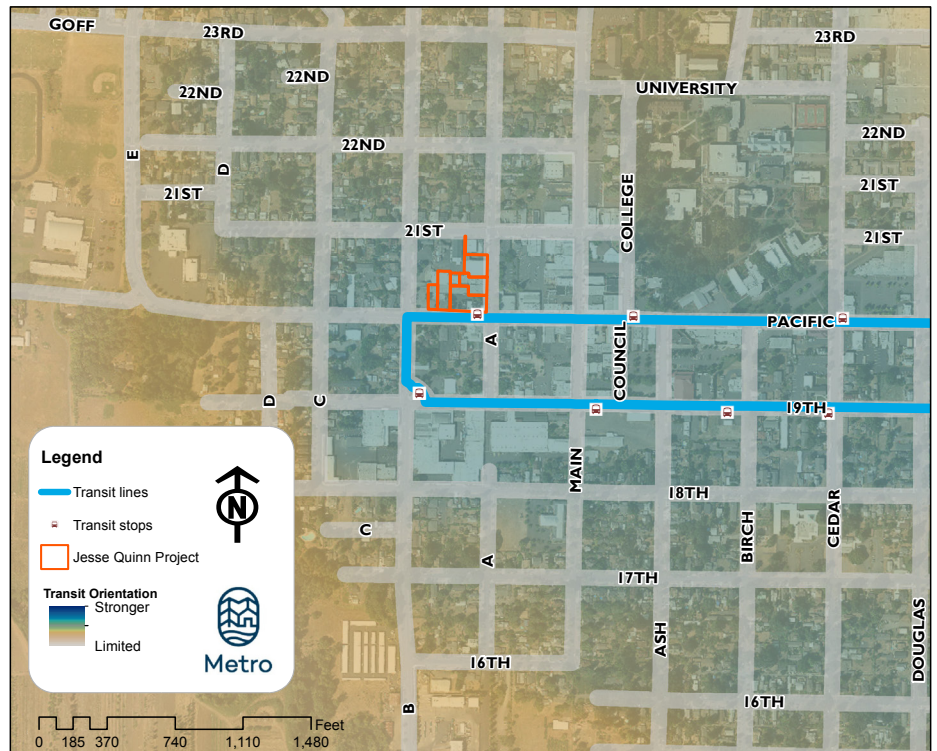 GOFF
23RD
23RD
22ND
22ND
UNIVERSITY
22ND
22ND
E
D
21ST
21ST
COLLEGE
21ST
21ST
PACIFIC
A
COUNCIL
D
C
19TH
MAIN
18TH
BIRCH
CEDAR
C
A
17TH
ASH
DOUGLAS
16TH
16TH
B
Legend
Transit lines
Transit stops
Jesse Quinn Project
N
Transit Orientation
Stronger
Limited
Metro
Feet
0 185 370 740 1,110 1,480